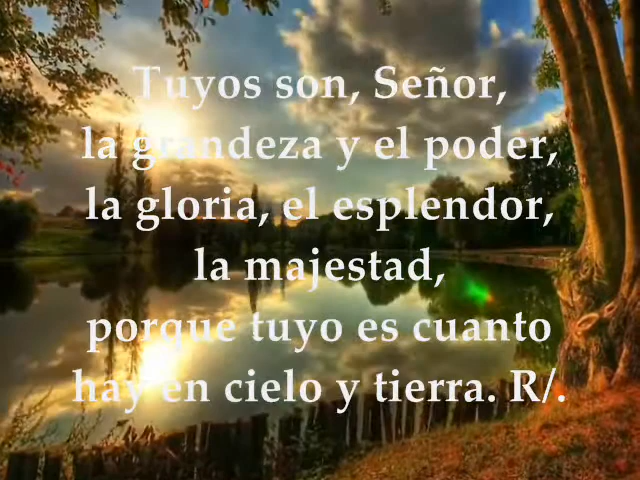 Tuyos son, Señor,
la grandeza y el poder,
la gloria, el esplendor,
la majestad,
porque tuyo es cuanto
hay en cielo y tierra. R/.